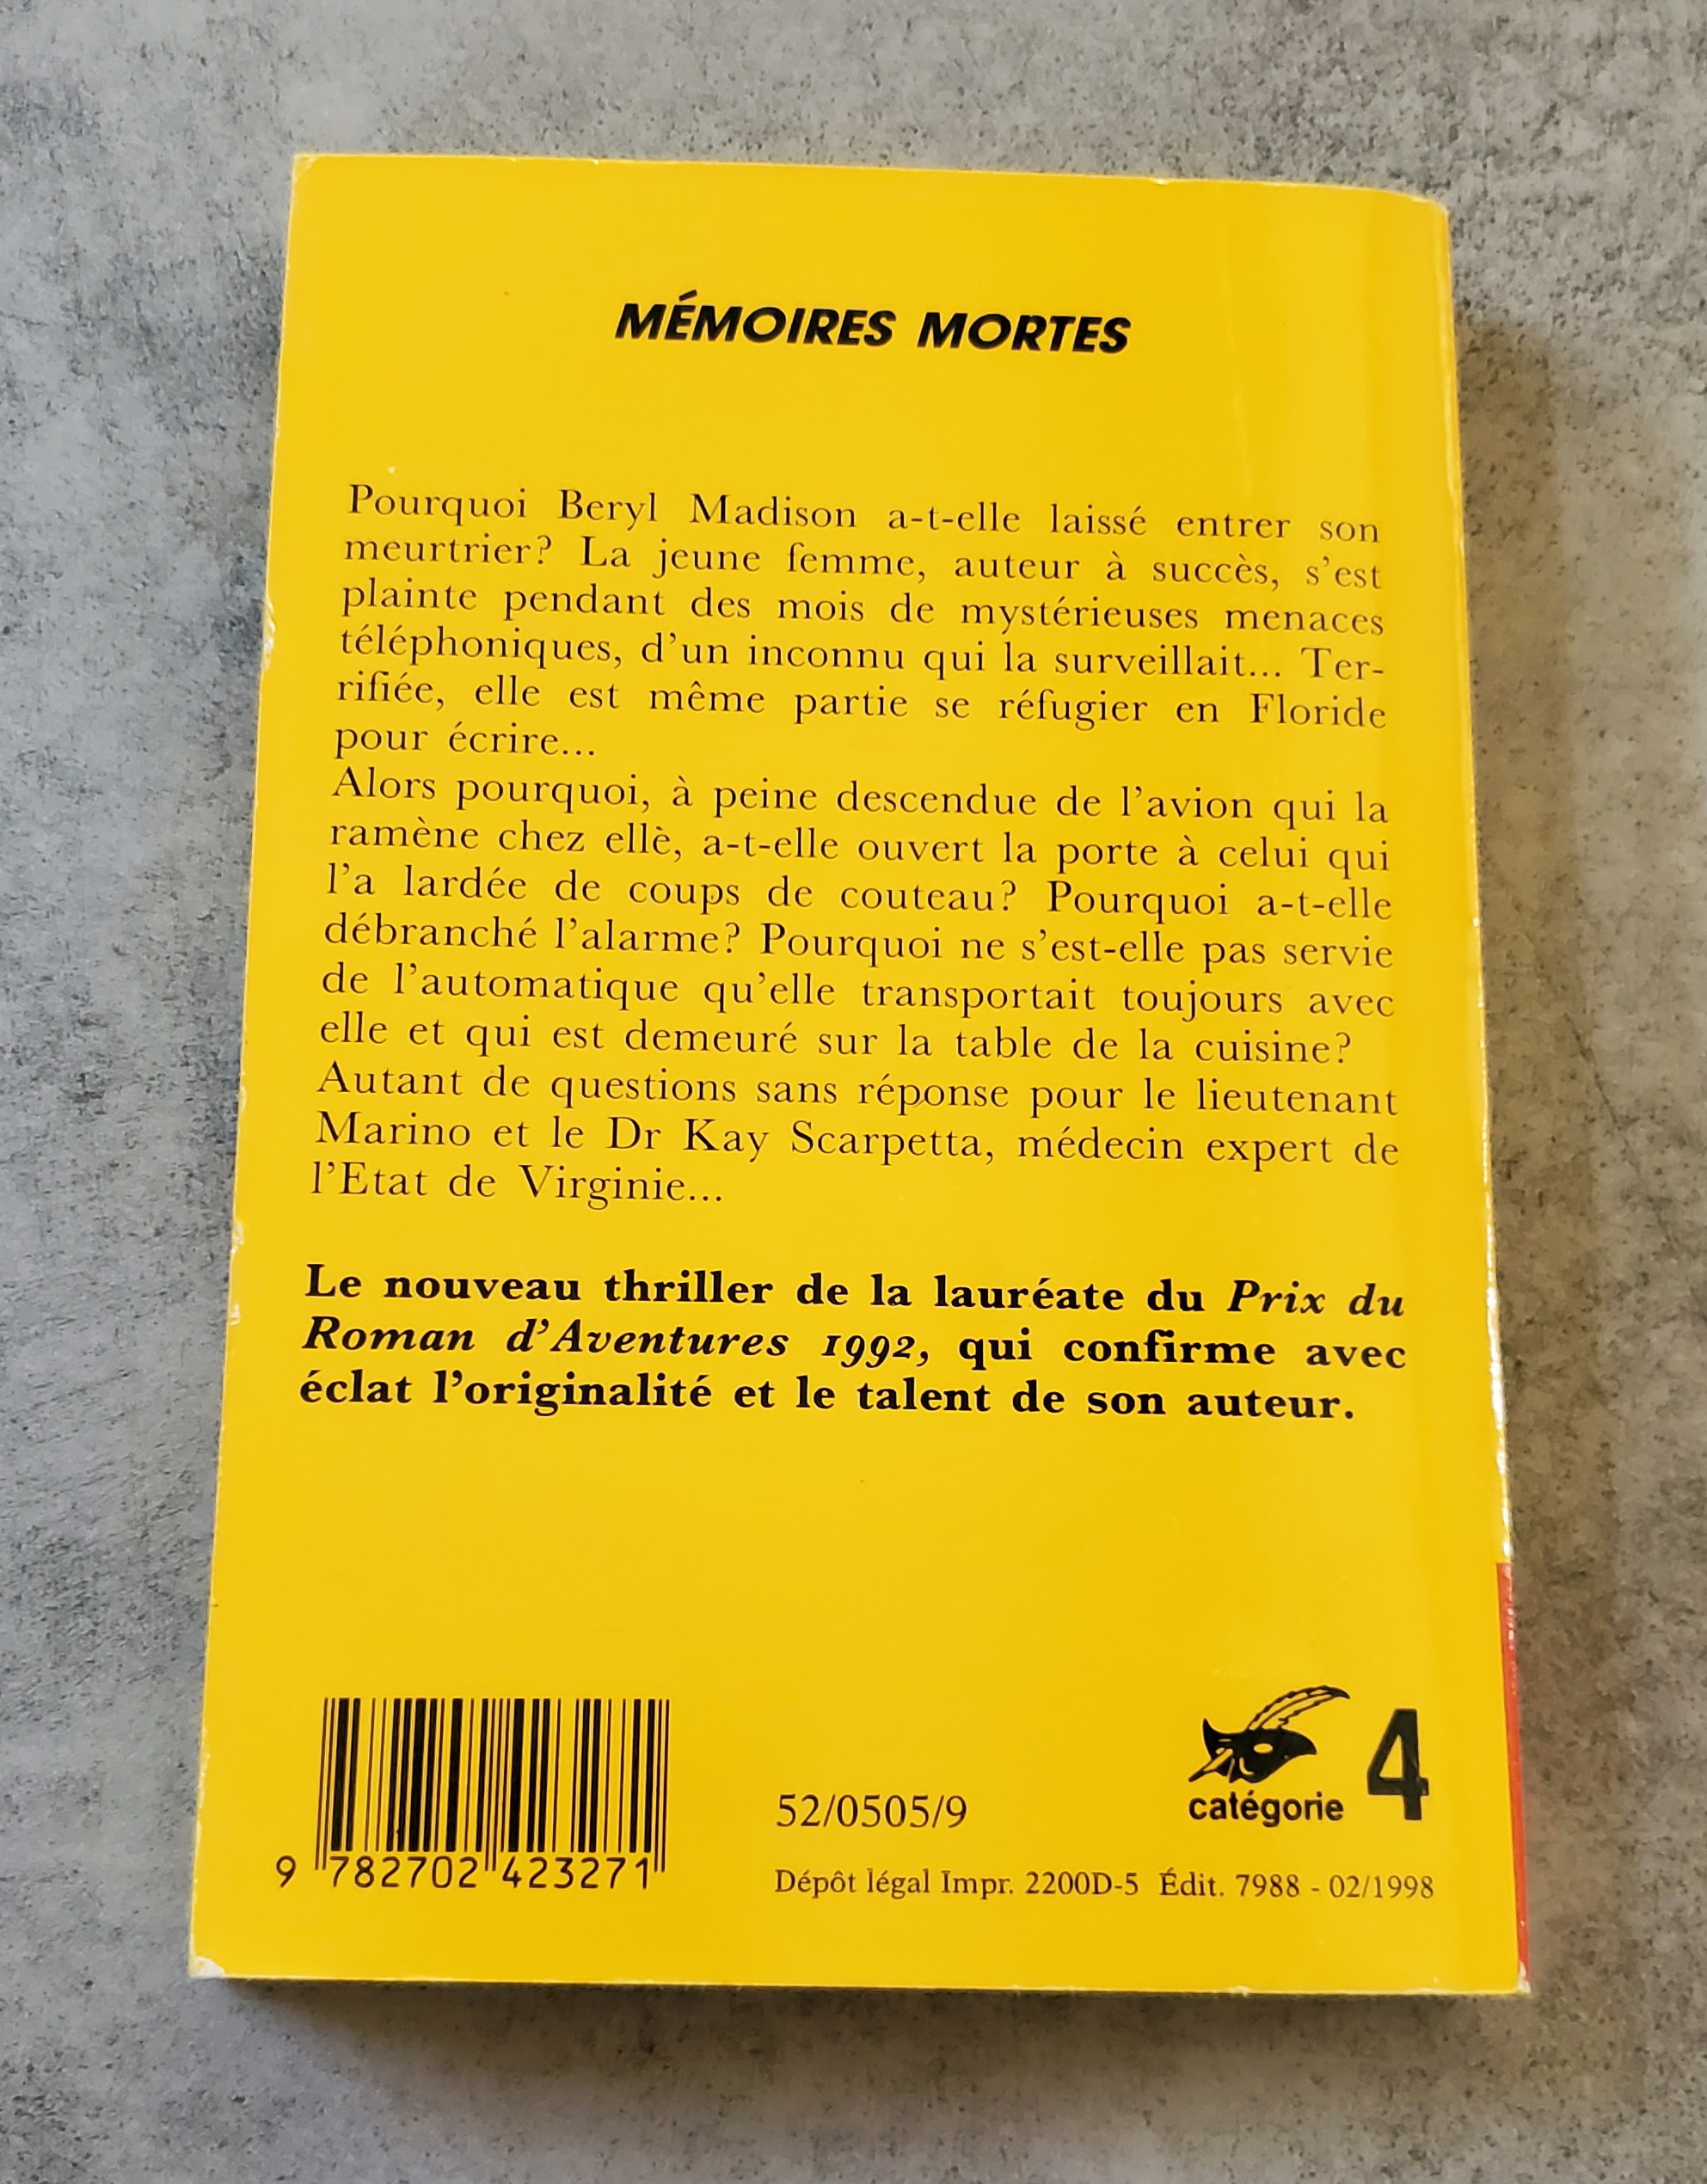 MÉMOIRES MORTES
Pourquoi Beryl Madison a-t-elle laissé entrer son
meurtrier? La jeune femme, auteur à succès, s'est
plainte pendant des mois de mystérieuses menaces
téléphoniques, d'un inconnu qui la surveillait... Ter-
rifiée, elle est même partie se réfugier en Floride
pour écrire...
Alors pourquoi, à peine descendue de l'avion qui la
ramène chez ellè, a-t-elle ouvert la porte à celui qui
l'a lardée de coups de couteau? Pourquoi a-t-elle
débranché l'alarme? Pourquoi ne s'est-elle pas servie
de l'automatique qu'elle transportait toujours avec
elle et qui est demeuré sur la table de la cuisine?
Autant de questions sans réponse pour le lieutenant
Marino et le Dr Kay Scarpetta, médecin expert de
l'Etat de Virginie...
Le nouveau thriller de la lauréate du Prix du
Roman d'Aventures 1992, qui confirme avec
éclat l'originalité et le talent de son auteur.
9 782702 423271
52/0505/9
catégorie 4
Dépôt légal Impr. 2200D-5 Édit. 7988 - 02/1998